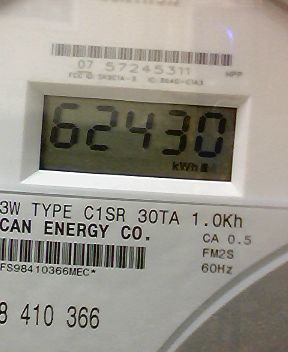 07 57245311 HPP
62430
kWh
3W TYPE C1SR 30TA 1.0Kh
CAN ENERGY CO. CA 0.5
FM2S
FS98410366MEC* 60Hz
8 410 366